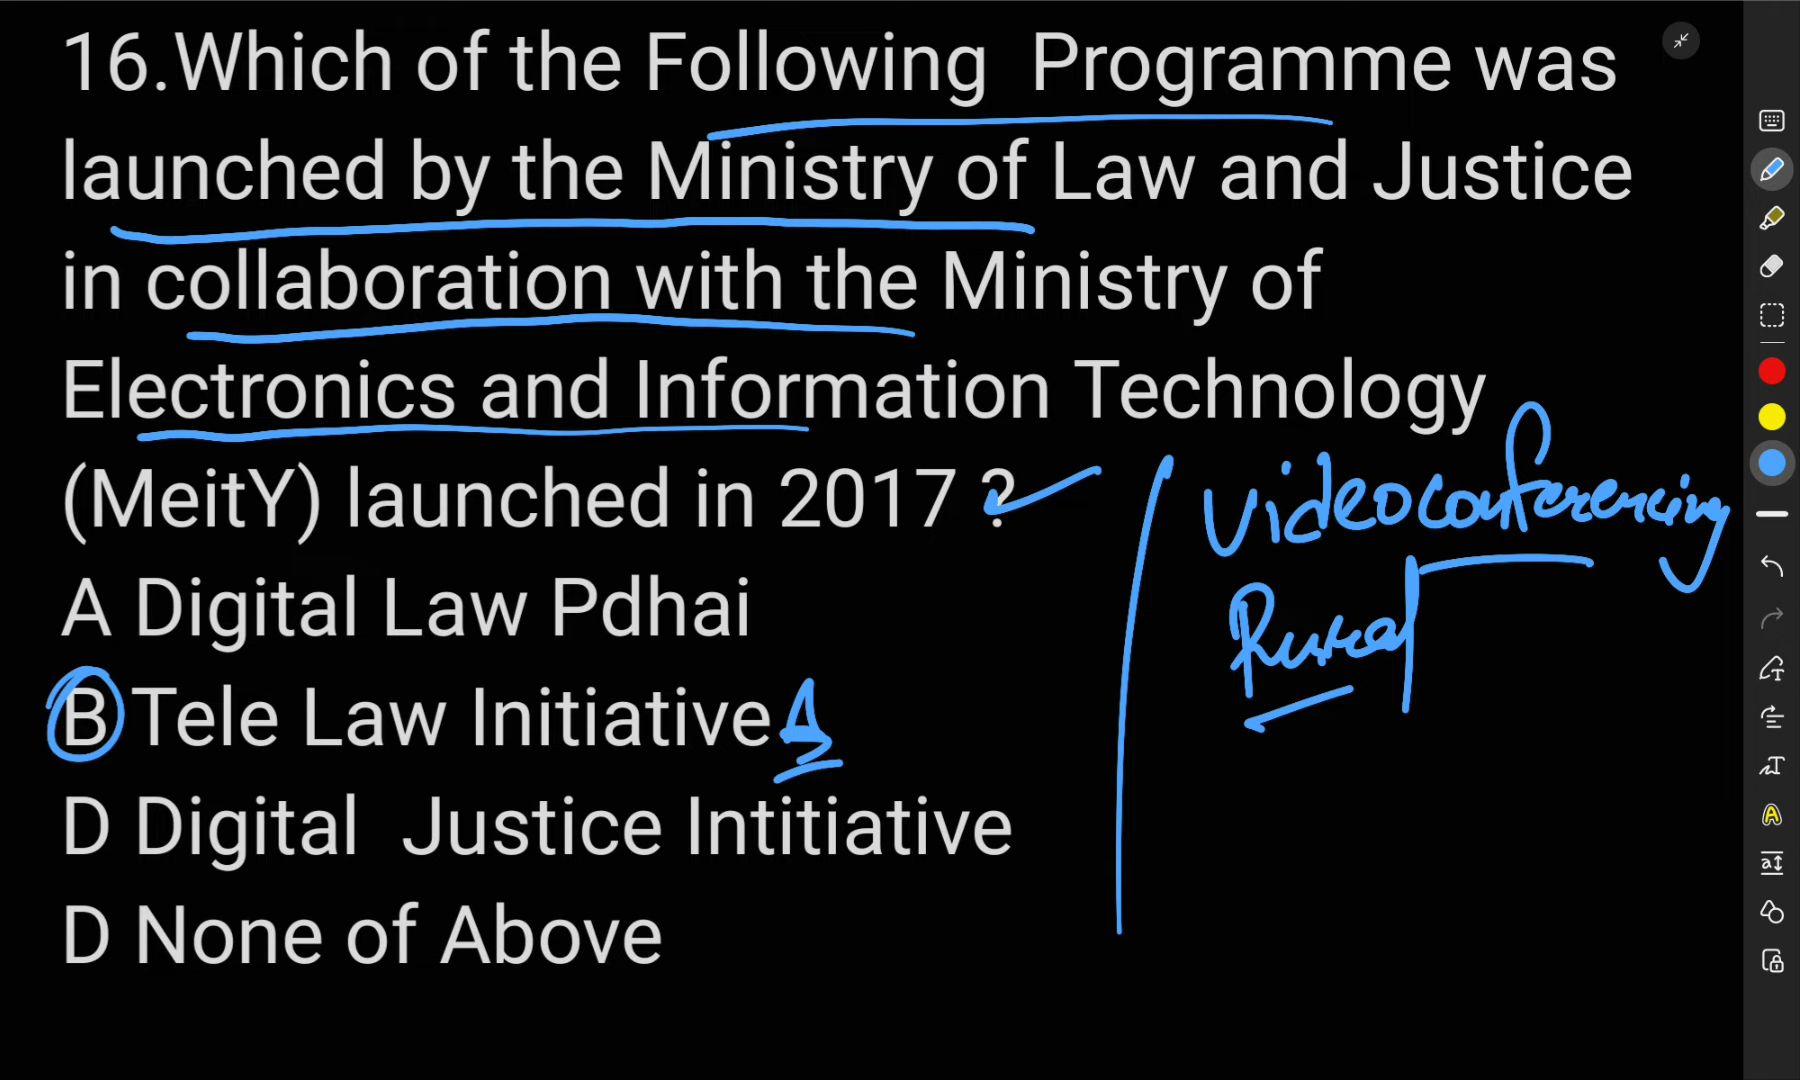 16.Which of the Following Programme was
launched by the Ministry of Law and Justice
in collaboration with the Ministry of
Electronics and Information Technology
(MeitY) launched in 2017 ?
videoconferencing
Rural
A Digital Law Pdhai
B Tele Law Initiative
D Digital Justice Intitiative
D None of Above